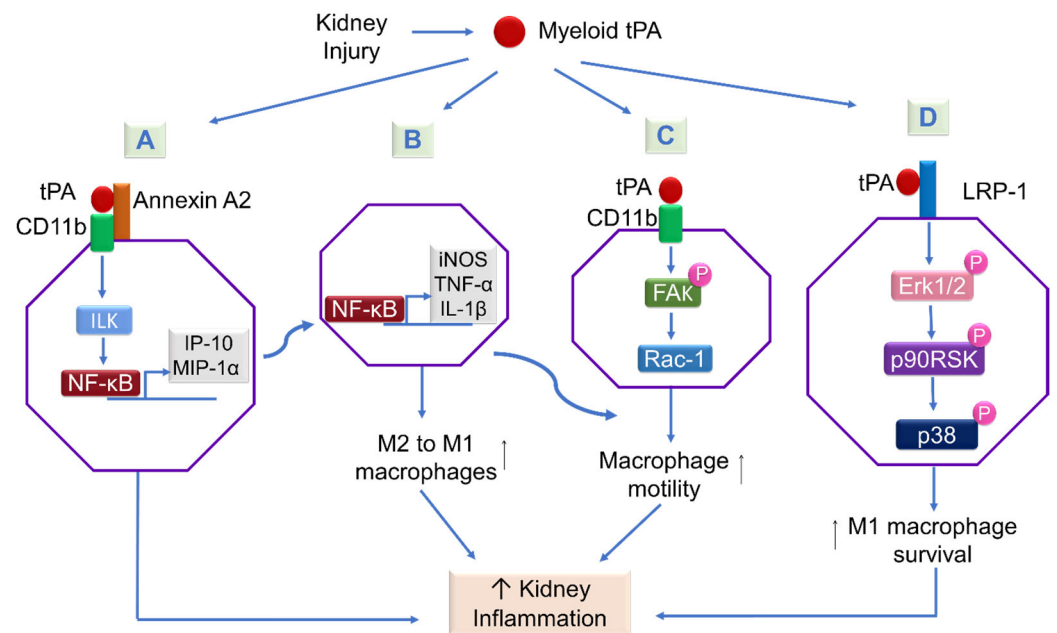 Kidney
Injury
Myeloid tPA
A
B
C
D
tPA
Annexin A2
CD11b
ILK
NF-κB
IP-10
MIP-1α
NF-κB
iNOS
TNF-α
IL-1β
M2 to M1
macrophages ↑
tPA
CD11b
FAK
P
Rac-1
Macrophage
motility ↑
tPA
LRP-1
Erk1/2
P
p90RSK
P
p38
P
↑ M1 macrophage
survival
↑ Kidney
Inflammation